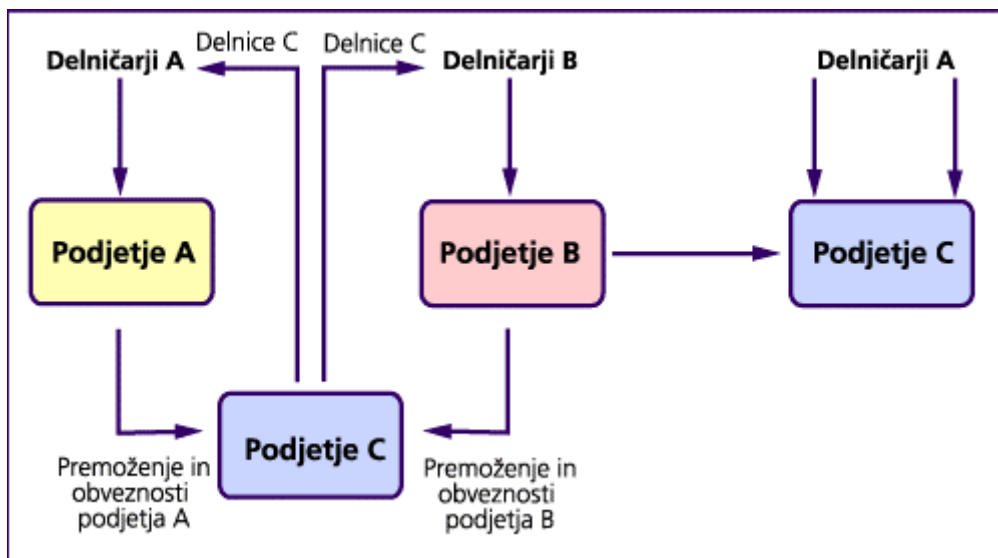 Delnice C
Delnice C
Delničarji A
Delničarji B
Delničarji A
Podjetje A
Podjetje B
Podjetje C
Podjetje C
Premoženje in
obveznosti
podjetja A
Premoženje in
obveznosti
podjetja B